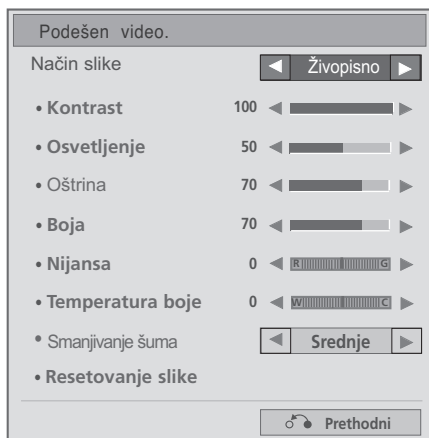 Podešen video.
Način slike ◄ Živopisno ►
• Kontrast 100 ◄ ►
• Osvetljenje 50 ◄ ►
• Oštrina 70 ◄ ►
• Boja 70 ◄ ►
• Nijansa 0 ◄ R G ►
• Temperatura boje 0 ◄ W C ►
• Smanjivanje šuma ◄ Srednje ►
• Resetovanje slike
Prethodni